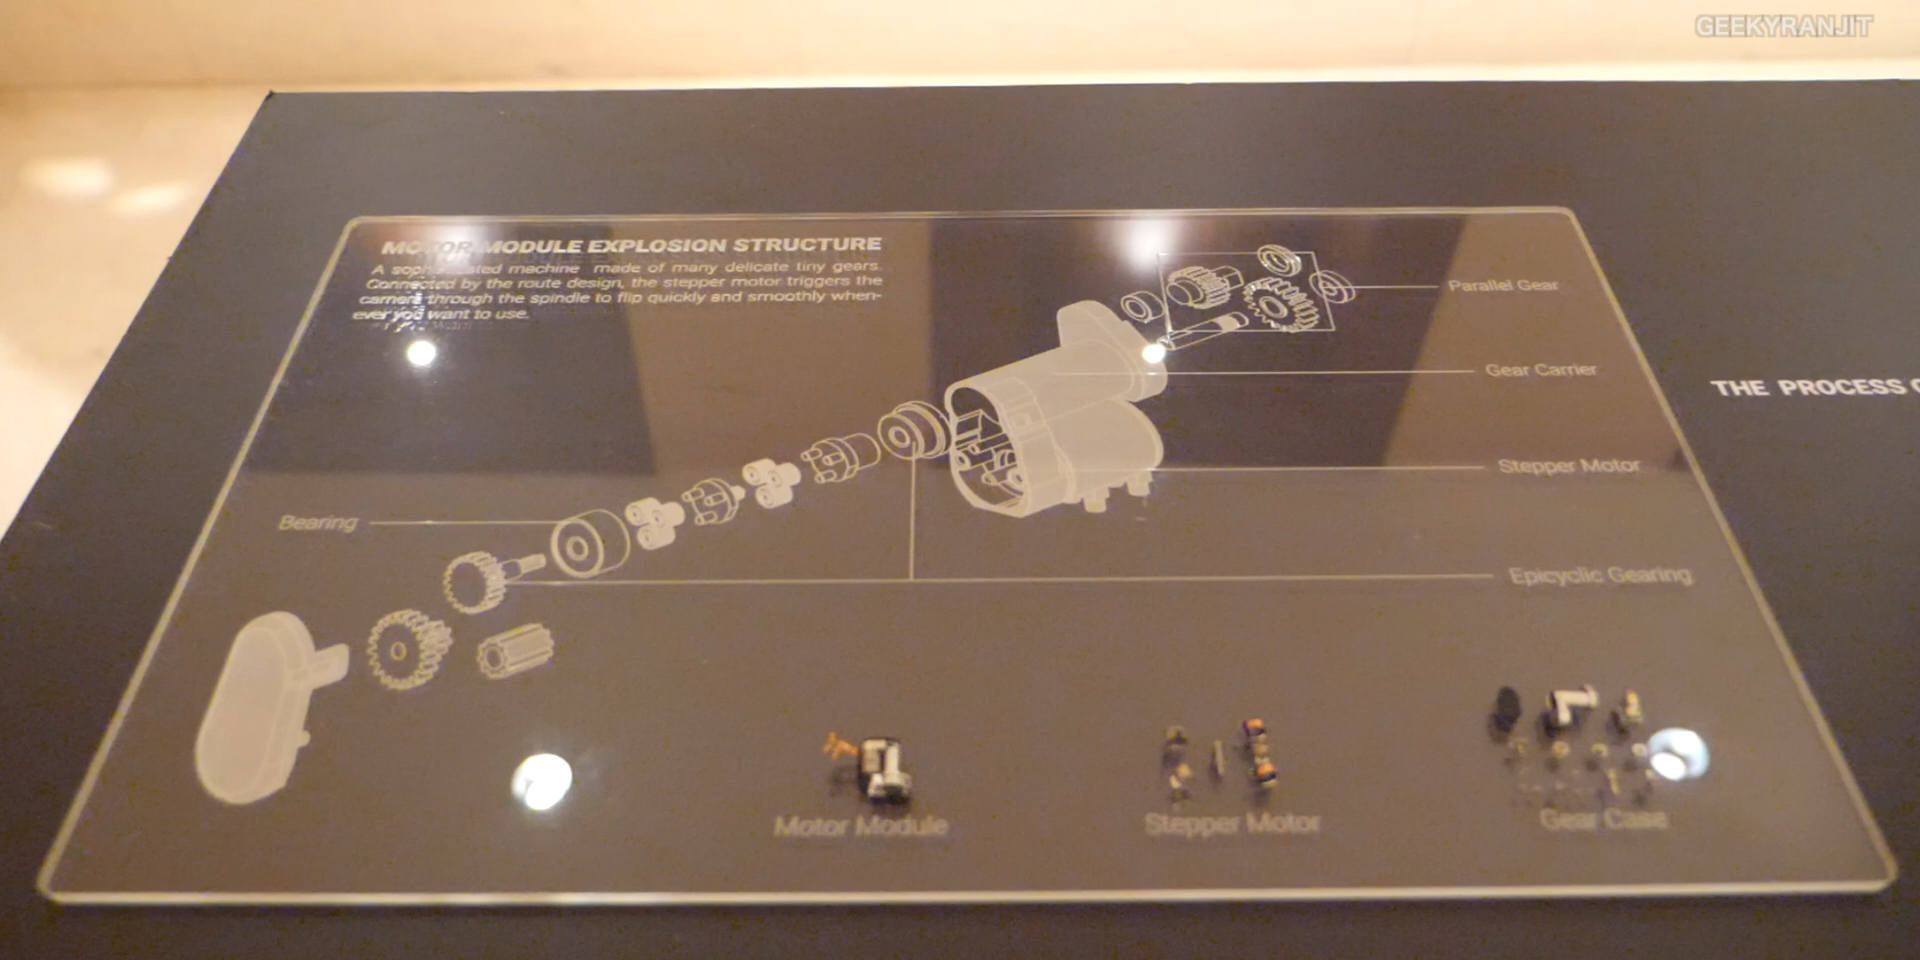 GEEKYRANJIT
MOTOR MODULE EXPLOSION STRUCTURE
A sophisticated machine made of many delicate tiny gears.
Connected by the route design, the stepper motor triggers the
camera through the spindle to flip quickly and smoothly when-
ever you want to use.
Parallel Gear
Gear Carrier
THE PROCESS
Stepper Motor
Bearing
Epicyclic Gearing
Motor Module
Stepper Motor
Gear Case